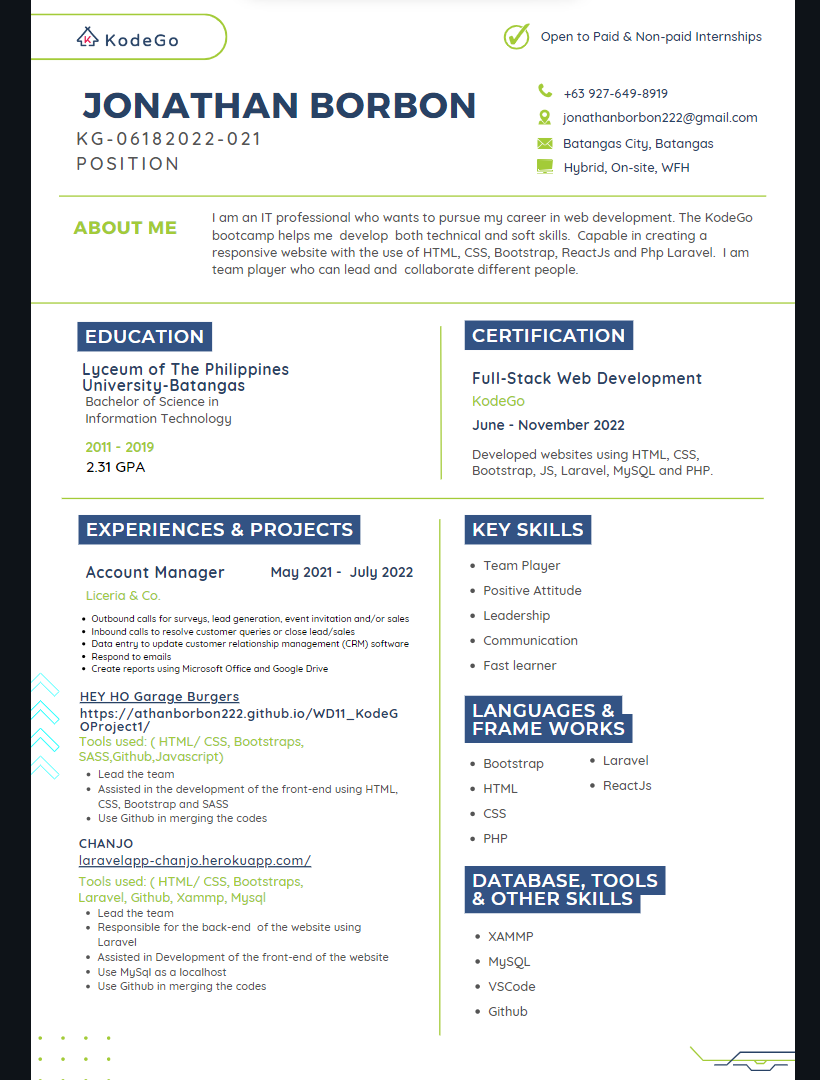 KodeGo
Open to Paid & Non-paid Internships
JONATHAN BORBON
KG-06182022-021
POSITION
+63 927-649-8919
jonathanborbon222@gmail.com
Batangas City, Batangas
Hybrid, On-site, WFH
ABOUT ME
I am an IT professional who wants to pursue my career in web development. The KodeGo
bootcamp helps me develop both technical and soft skills. Capable in creating a
responsive website with the use of HTML, CSS, Bootstrap, ReactJs and Php Laravel. I am
team player who can lead and collaborate different people.
EDUCATION
Lyceum of The Philippines
University-Batangas
Bachelor of Science in
Information Technology
2011 - 2019
2.31 GPA
CERTIFICATION
Full-Stack Web Development
KodeGo
June - November 2022
Developed websites using HTML, CSS,
Bootstrap, JS, Laravel, MySQL and PHP.
EXPERIENCES & PROJECTS
Account Manager May 2021 - July 2022
Liceria & Co.
• Outbound calls for surveys, lead generation, event invitation and/or sales
• Inbound calls to resolve customer queries or close lead/sales
• Data entry to update customer relationship management (CRM) software
• Respond to emails
• Create reports using Microsoft Office and Google Drive
HEY HO Garage Burgers
https://athanborbon222.github.io/WD11_KodeG
OProject1/
Tools used: ( HTML/ CSS, Bootstraps,
SASS,Github,Javascript)
• Lead the team
• Assisted in the development of the front-end using HTML,
CSS, Bootstrap and SASS
• Use Github in merging the codes
CHANJO
laravelapp-chanjo.herokuapp.com/
Tools used: ( HTML/ CSS, Bootstraps,
Laravel, Github, Xammp, Mysql
• Lead the team
• Responsible for the back-end of the website using
Laravel
• Assisted in Development of the front-end of the website
• Use MySql as a localhost
• Use Github in merging the codes
KEY SKILLS
• Team Player
• Positive Attitude
• Leadership
• Communication
• Fast learner
LANGUAGES &
FRAME WORKS
• Bootstrap
• HTML
• CSS
• PHP
• Laravel
• ReactJs
DATABASE, TOOLS
& OTHER SKILLS
• XAMMP
• MySQL
• VSCode
• Github